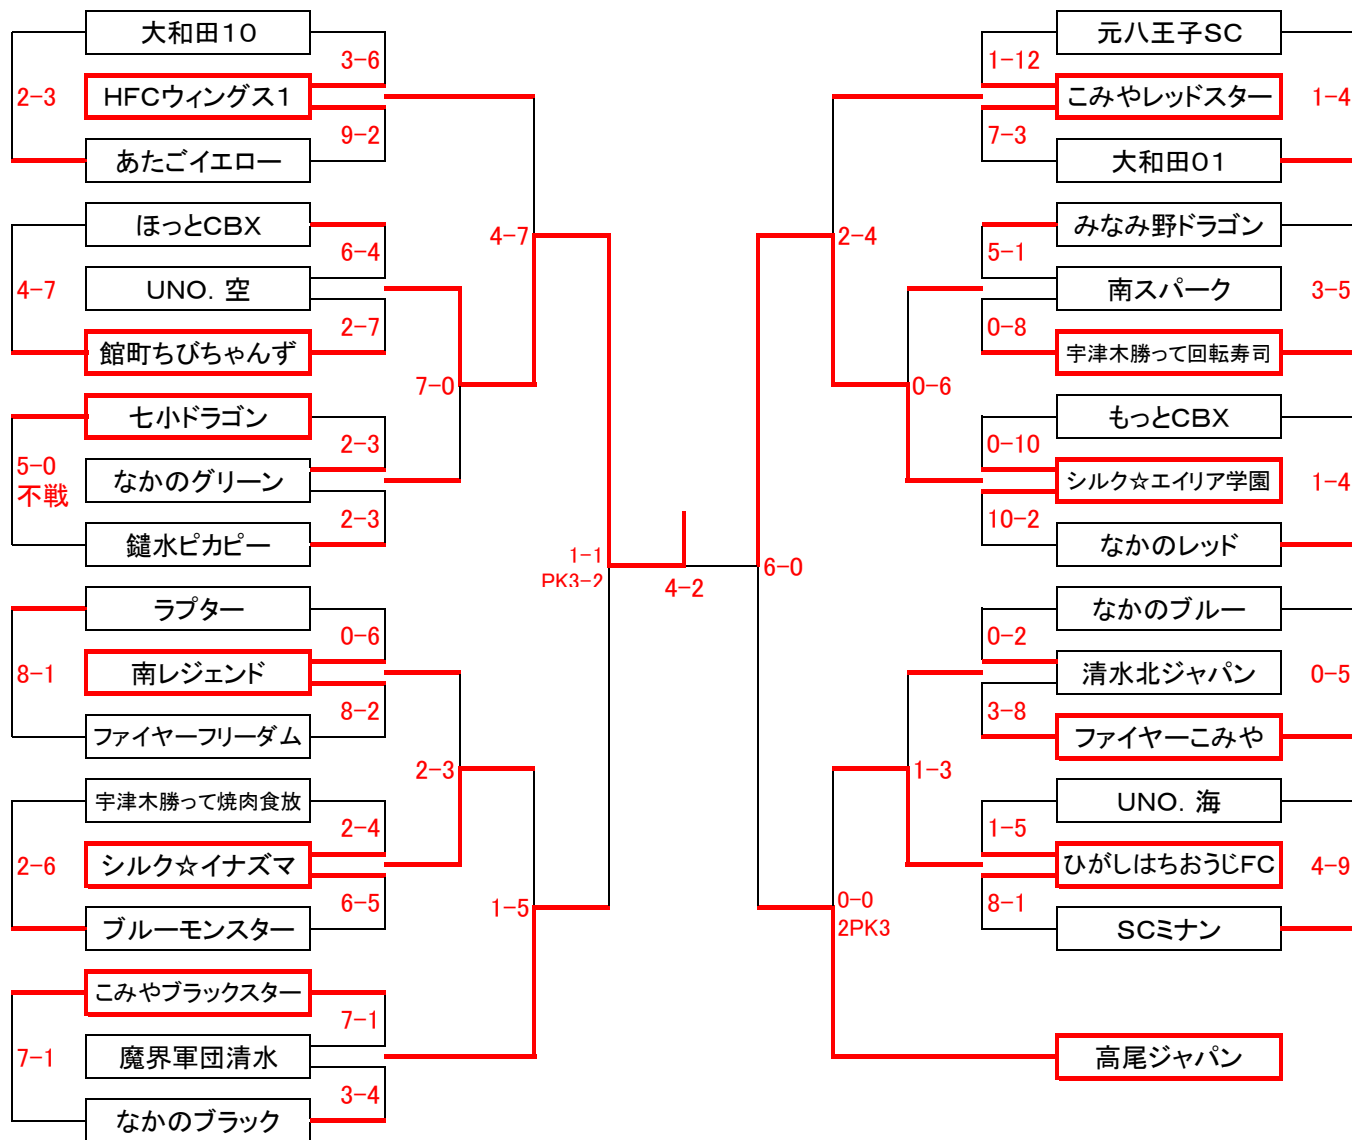 大和田10
3-6
2-3
HFCウィングス1
9-2
あたごイエロー
ほっとCBX
6-4
4-7
UNO. 空
2-7
館町ちびちゃんず
4-7
7-0
七小ドラゴン
2-3
5-0
不戦
なかのグリーン
2-3
鑓水ピカピー
1-1
PK3-2
4-2
ラプター
0-6
8-1
南レジェンド
8-2
ファイヤーフリーダム
2-3
宇津木勝って焼肉食放
2-4
2-6
シルク☆イナズマ
6-5
ブルーモンスター
1-5
こみやブラックスター
7-1
7-1
魔界軍団清水
3-4
なかのブラック
元八王子SC
1-12
こみやレッドスター
1-4
7-3
大和田01
2-4
みなみ野ドラゴン
5-1
南スパーク
3-5
0-8
宇津木勝って回転寿司
0-6
もっとCBX
0-10
シルク☆エイリア学園
1-4
10-2
なかのレッド
6-0
なかのブルー
0-2
清水北ジャパン
0-5
3-8
ファイヤーこみや
1-3
UNO. 海
1-5
ひがしはちおうじFC
4-9
8-1
SCミナン
0-0
2PK3
高尾ジャパン